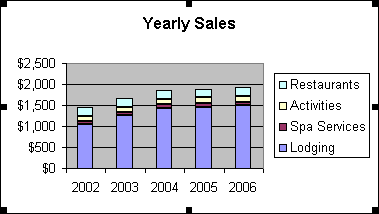 Yearly Sales
$2,500
$2,000
$1,500
$1,000
$500
$0
2002 2003 2004 2005 2006
Restaurants
Activities
Spa Services
Lodging